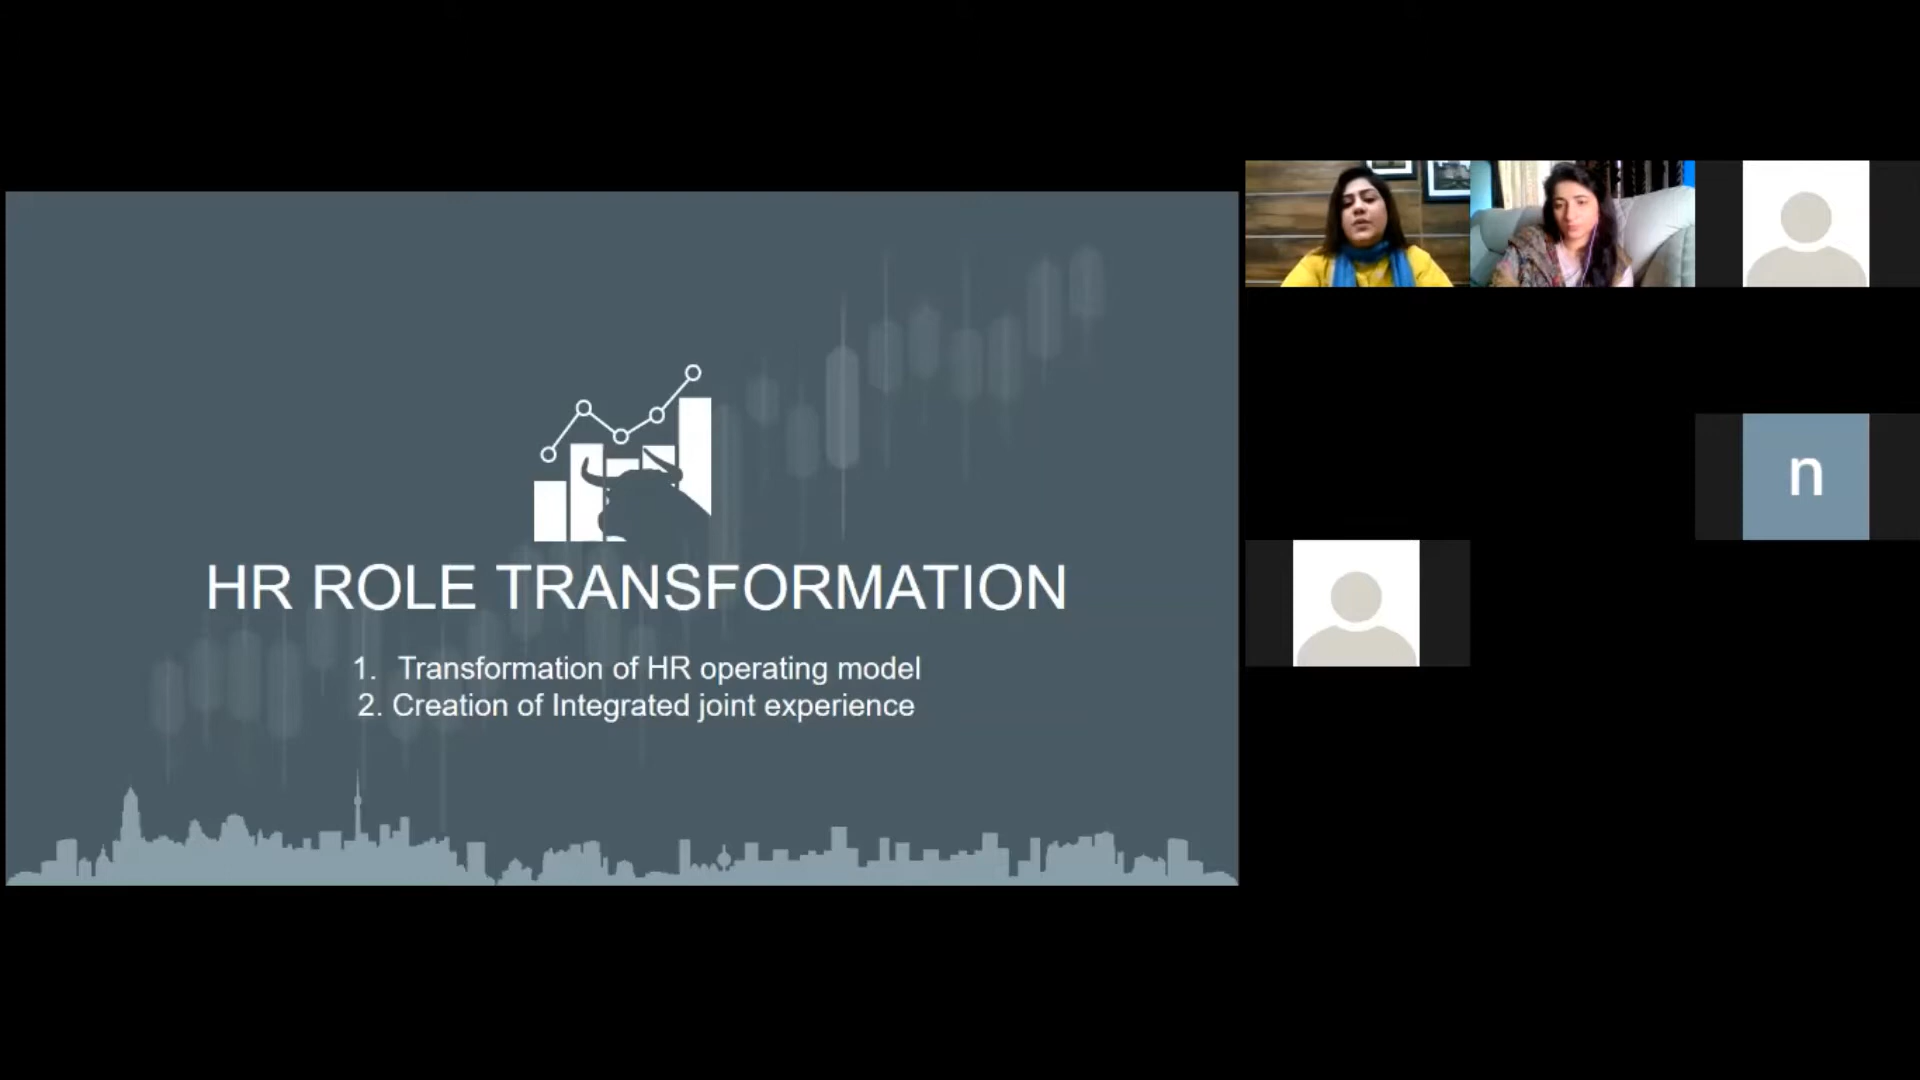 HR ROLE TRANSFORMATION
1. Transformation of HR operating model
2. Creation of Integrated joint experience
n